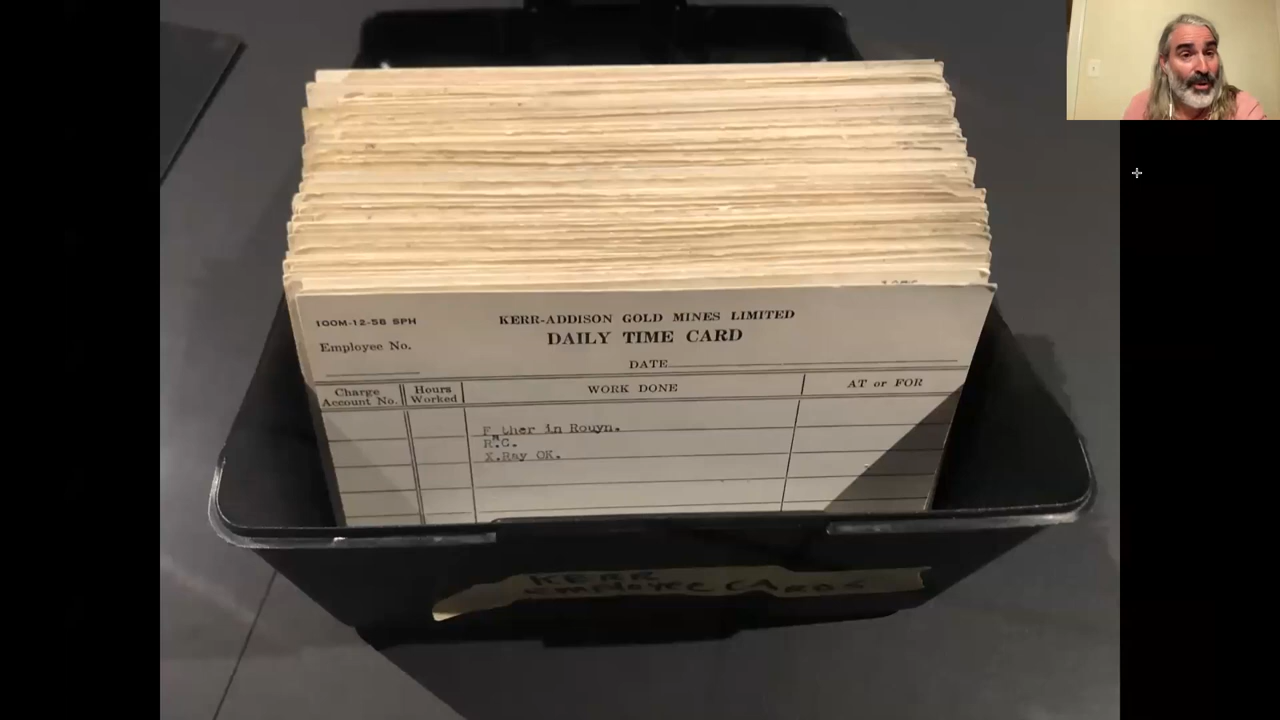 100M-12-58 SPH
KERR-ADDISON GOLD MINES LIMITED
DAILY TIME CARD
Employee No.
DATE
Charge Account No.
Hours Worked
WORK DONE
AT or FOR
F ther in Rouyn.
R.C.
X.Ray OK.
KERR
EMPLOYEE CARDS